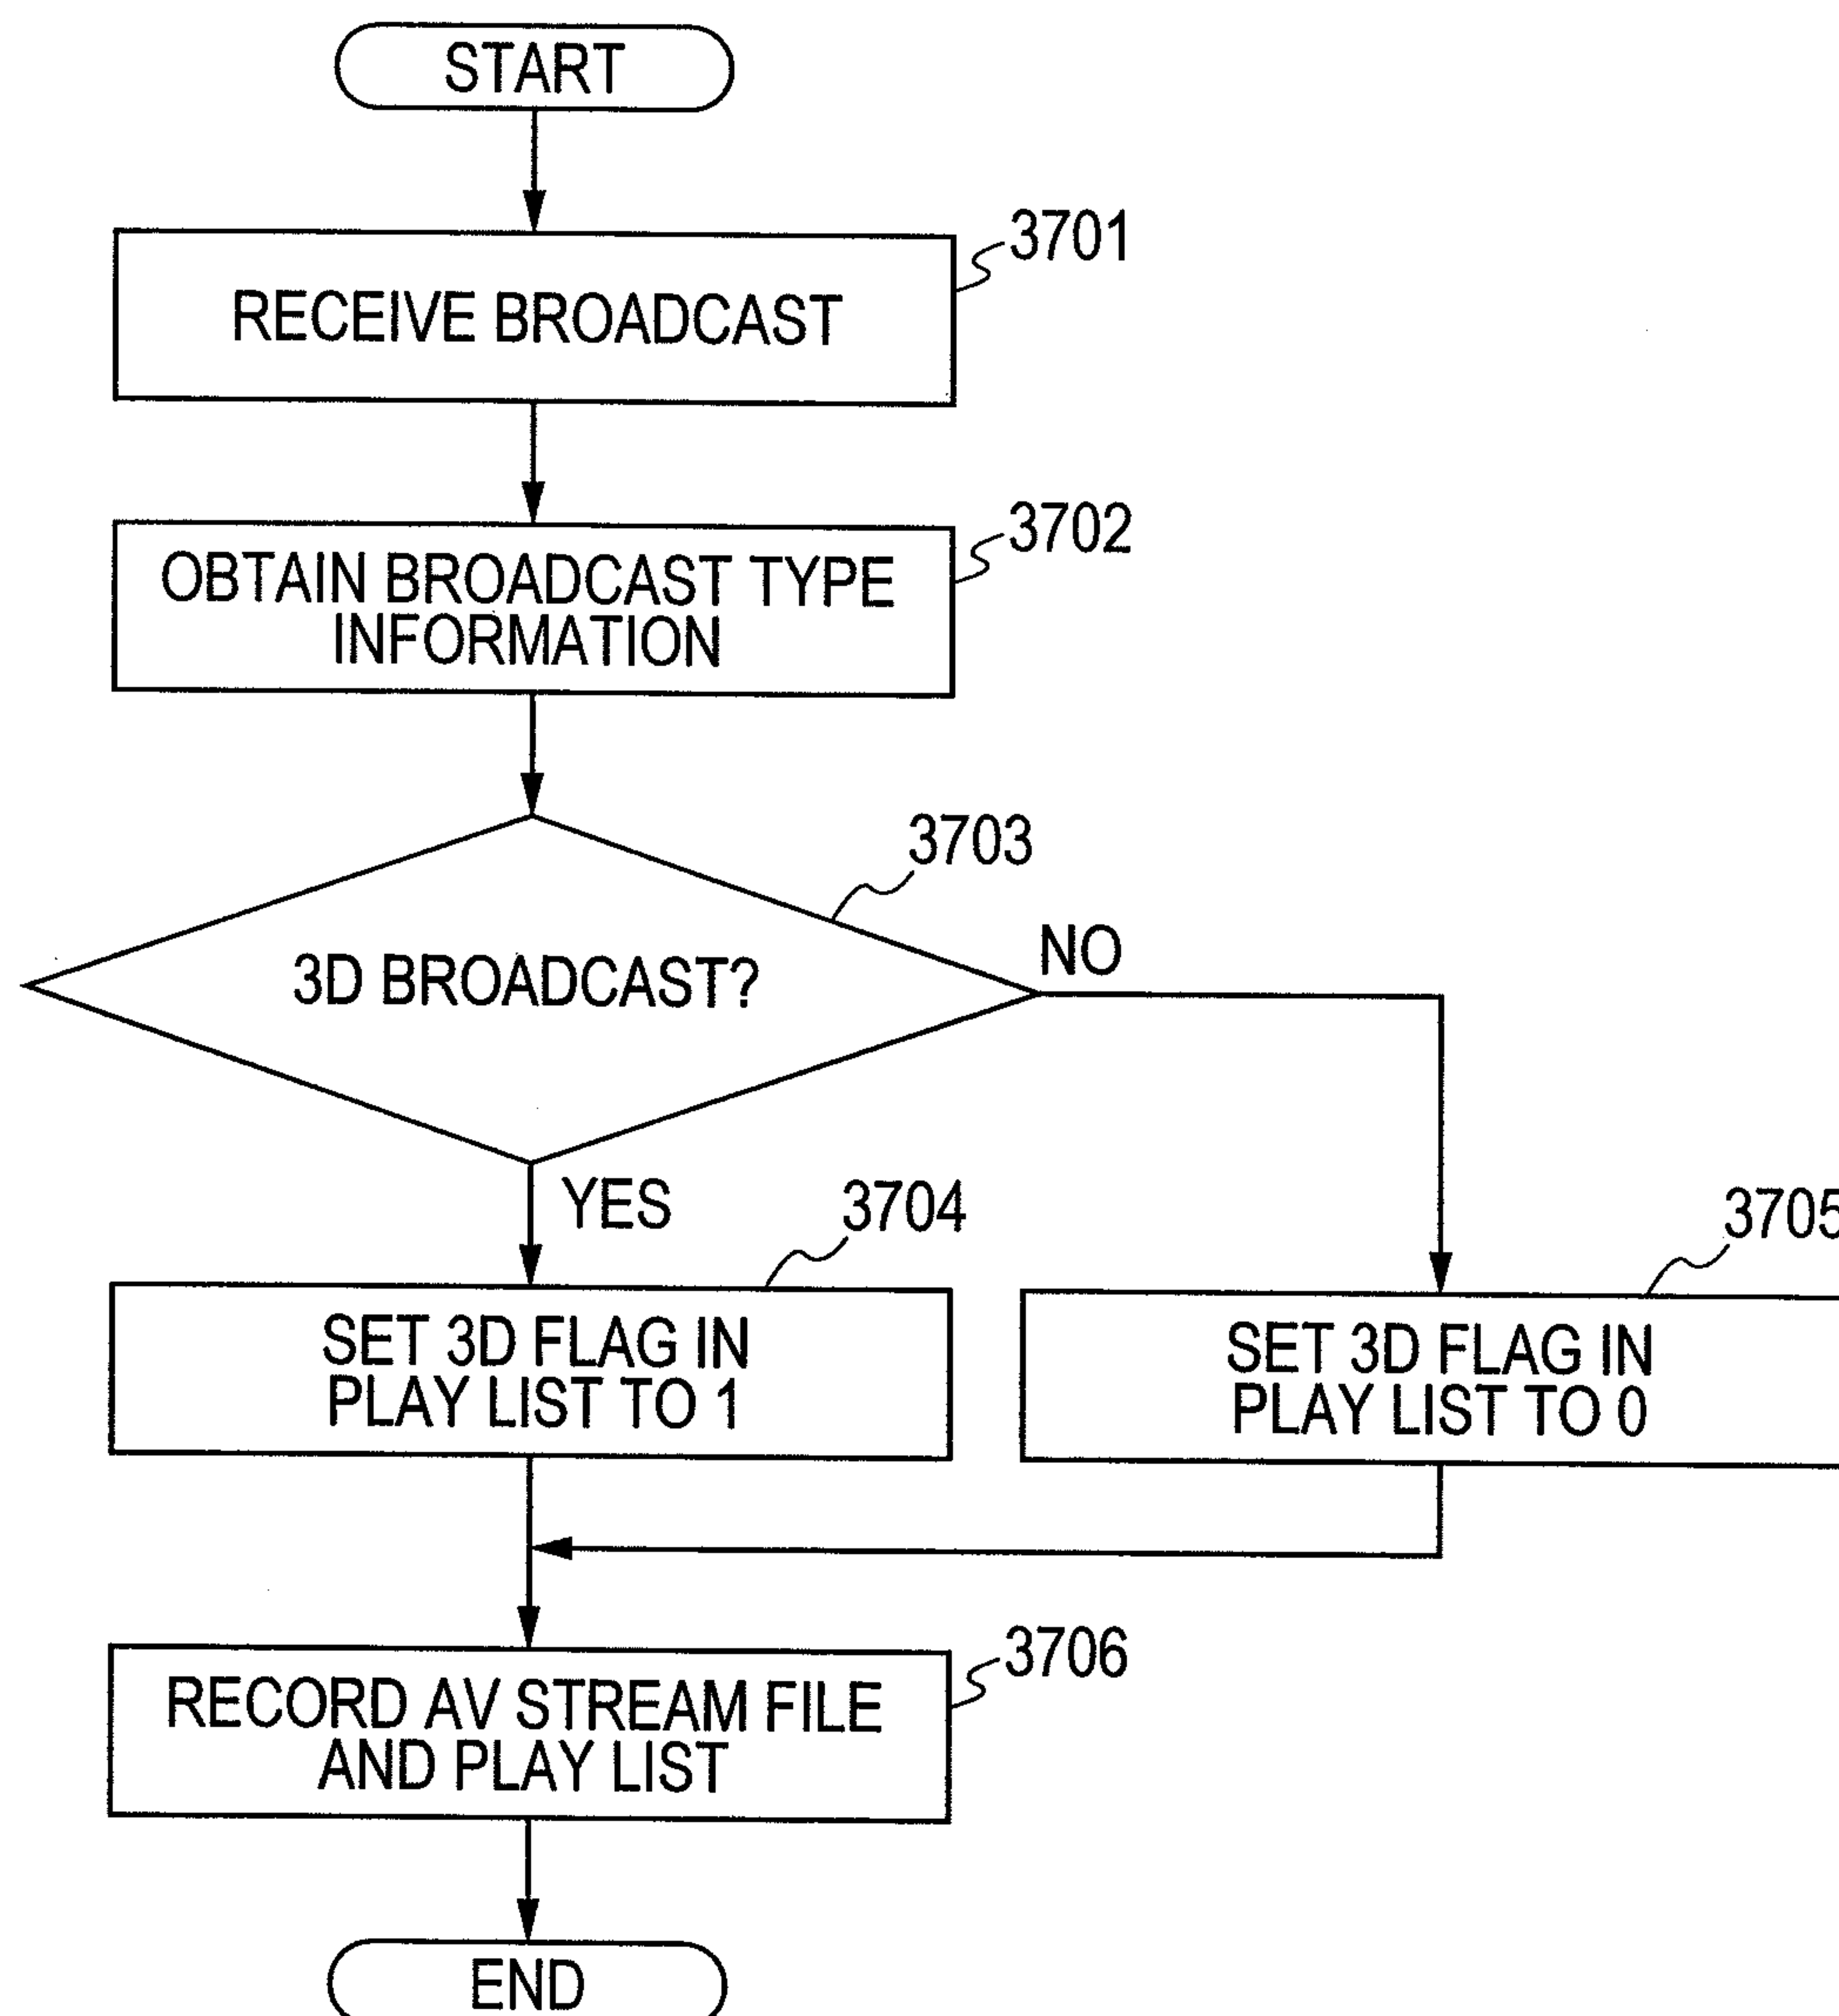 START
3701
RECEIVE BROADCAST
3702
OBTAIN BROADCAST TYPE
INFORMATION
3703
3D BROADCAST?
NO
YES
3704
SET 3D FLAG IN
PLAY LIST TO 1
3705
SET 3D FLAG IN
PLAY LIST TO 0
3706
RECORD AV STREAM FILE
AND PLAY LIST
END